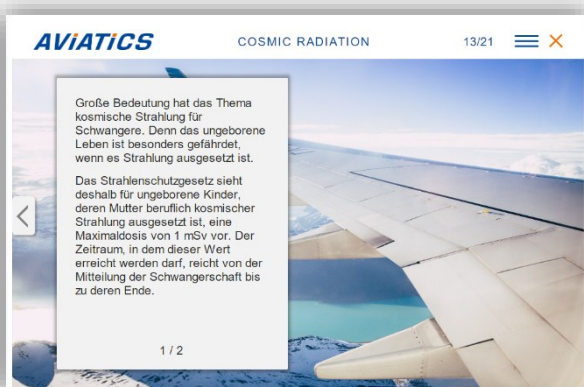 AViATiCS
COSMIC RADIATION
13/21
Große Bedeutung hat das Thema
kosmische Strahlung für
Schwangere. Denn das ungeborene
Leben ist besonders gefährdet,
wenn es Strahlung ausgesetzt ist.
Das Strahlenschutzgesetz sieht
deshalb für ungeborene Kinder,
deren Mutter beruflich kosmischer
Strahlung ausgesetzt ist, eine
Maximaldosis von 1 mSv vor. Der
Zeitraum, in dem dieser Wert
erreicht werden darf, reicht von der
Mitteilung der Schwangerschaft bis
zu deren Ende.
1 / 2